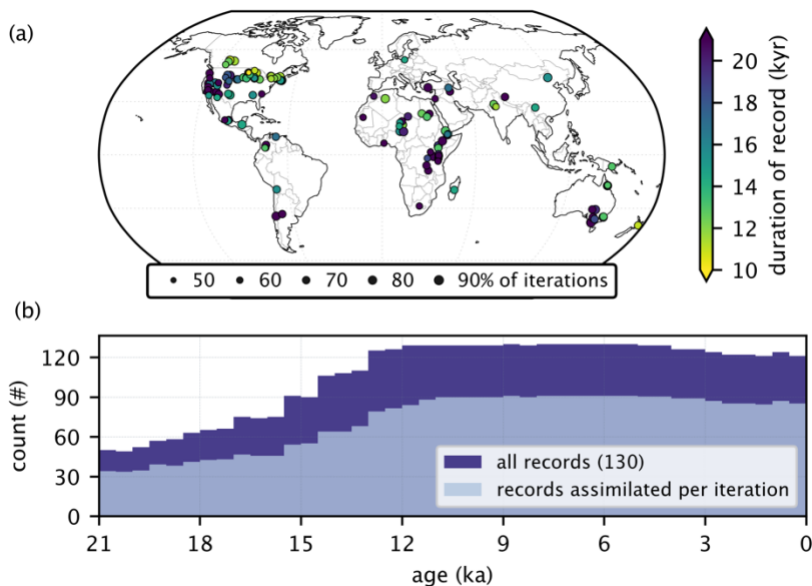 (a)
50 60 70 80 90% of iterations
20
18
16
14
12
10
duration of record (kyr)
(b)
120
90
60
30
0
count (#)
all records (130)
records assimilated per iteration
21 18 15 12 9 6 3 0
age (ka)